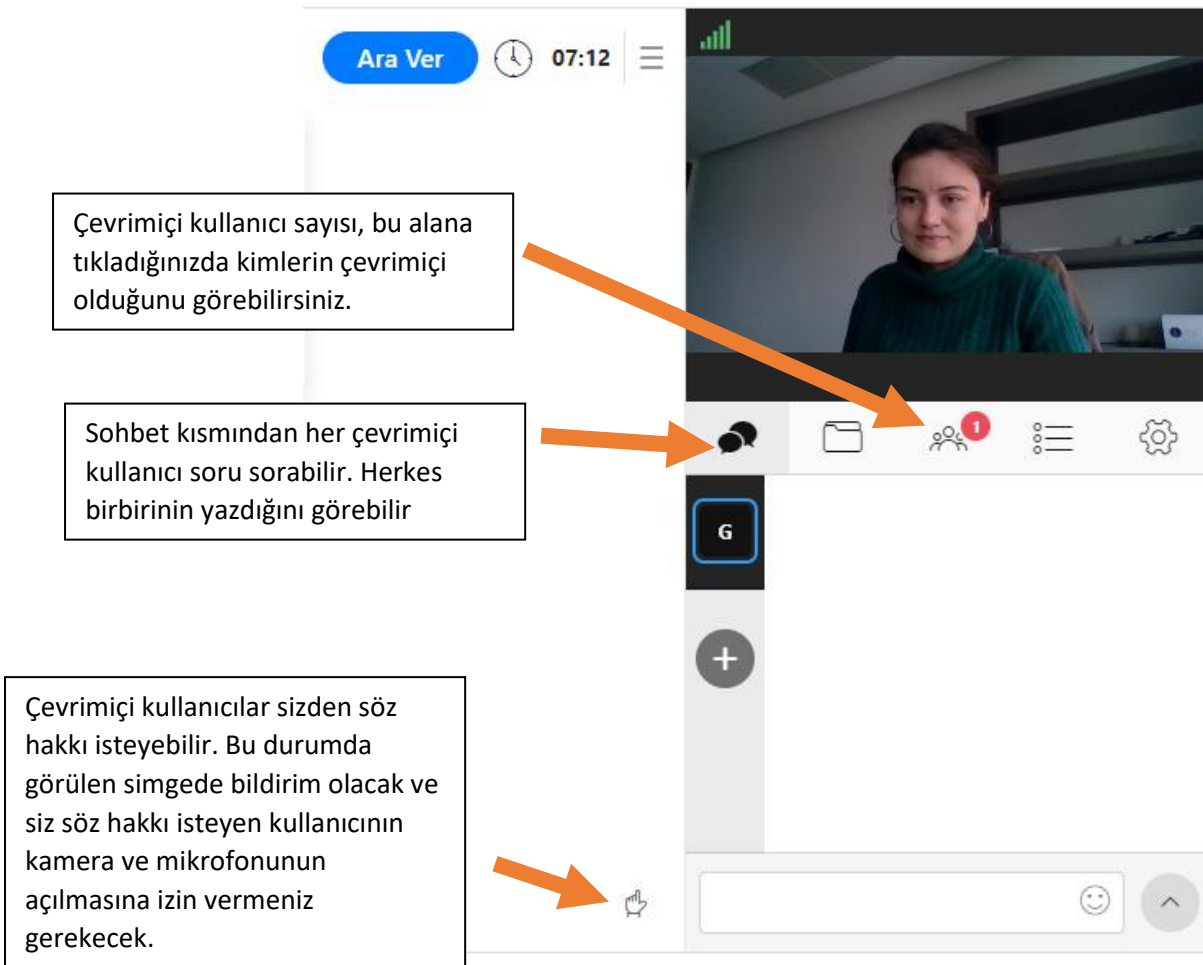 Ara Ver
07:12
Çevrimiçi kullanıcı sayısı, bu alana
tıkladığınızda kimlerin çevrimiçi
olduğunu görebilirsiniz.
1
Sohbet kısmından her çevrimiçi
kullanıcı soru sorabilir. Herkes
birbirinin yazdığını görebilir
G
Çevrimiçi kullanıcılar sizden söz
hakkı isteyebilir. Bu durumda
görülen simgede bildirim olacak ve
siz söz hakkı isteyen kullanıcının
kamera ve mikrofonunun
açılmasına izin vermeniz
gerekecek.